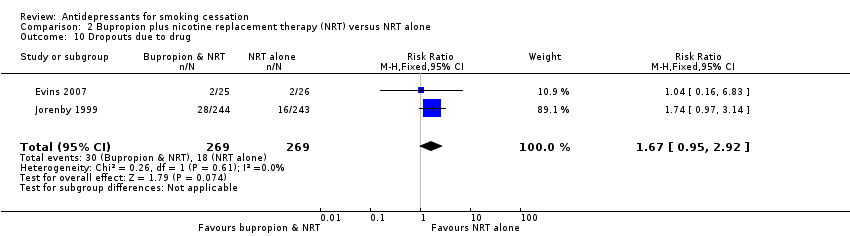 Review: Antidepressants for smoking cessation
Comparison: 2 Bupropion plus nicotine replacement therapy (NRT) versus NRT alone
Outcome: 10 Dropouts due to drug
Study or subgroup Bupropion & NRT NRT alone Risk Ratio Weight Risk Ratio
n/N n/N M-H,Fixed,95% CI M-H,Fixed,95% CI
Evins 2007 2/25 2/26 10.9 % 1.04 [ 0.16, 6.83 ]
Jorenby 1999 28/244 16/243 89.1 % 1.74 [ 0.97, 3.14 ]
Total (95% CI) 269 269 100.0 % 1.67 [ 0.95, 2.92 ]
Total events: 30 (Bupropion & NRT), 18 (NRT alone)
Heterogeneity: Chi² = 0.26, df = 1 (P = 0.61); I² =0.0%
Test for overall effect: Z = 1.79 (P = 0.074)
Test for subgroup differences: Not applicable
0.01 0.1 1 10 100
Favours bupropion & NRT Favours NRT alone